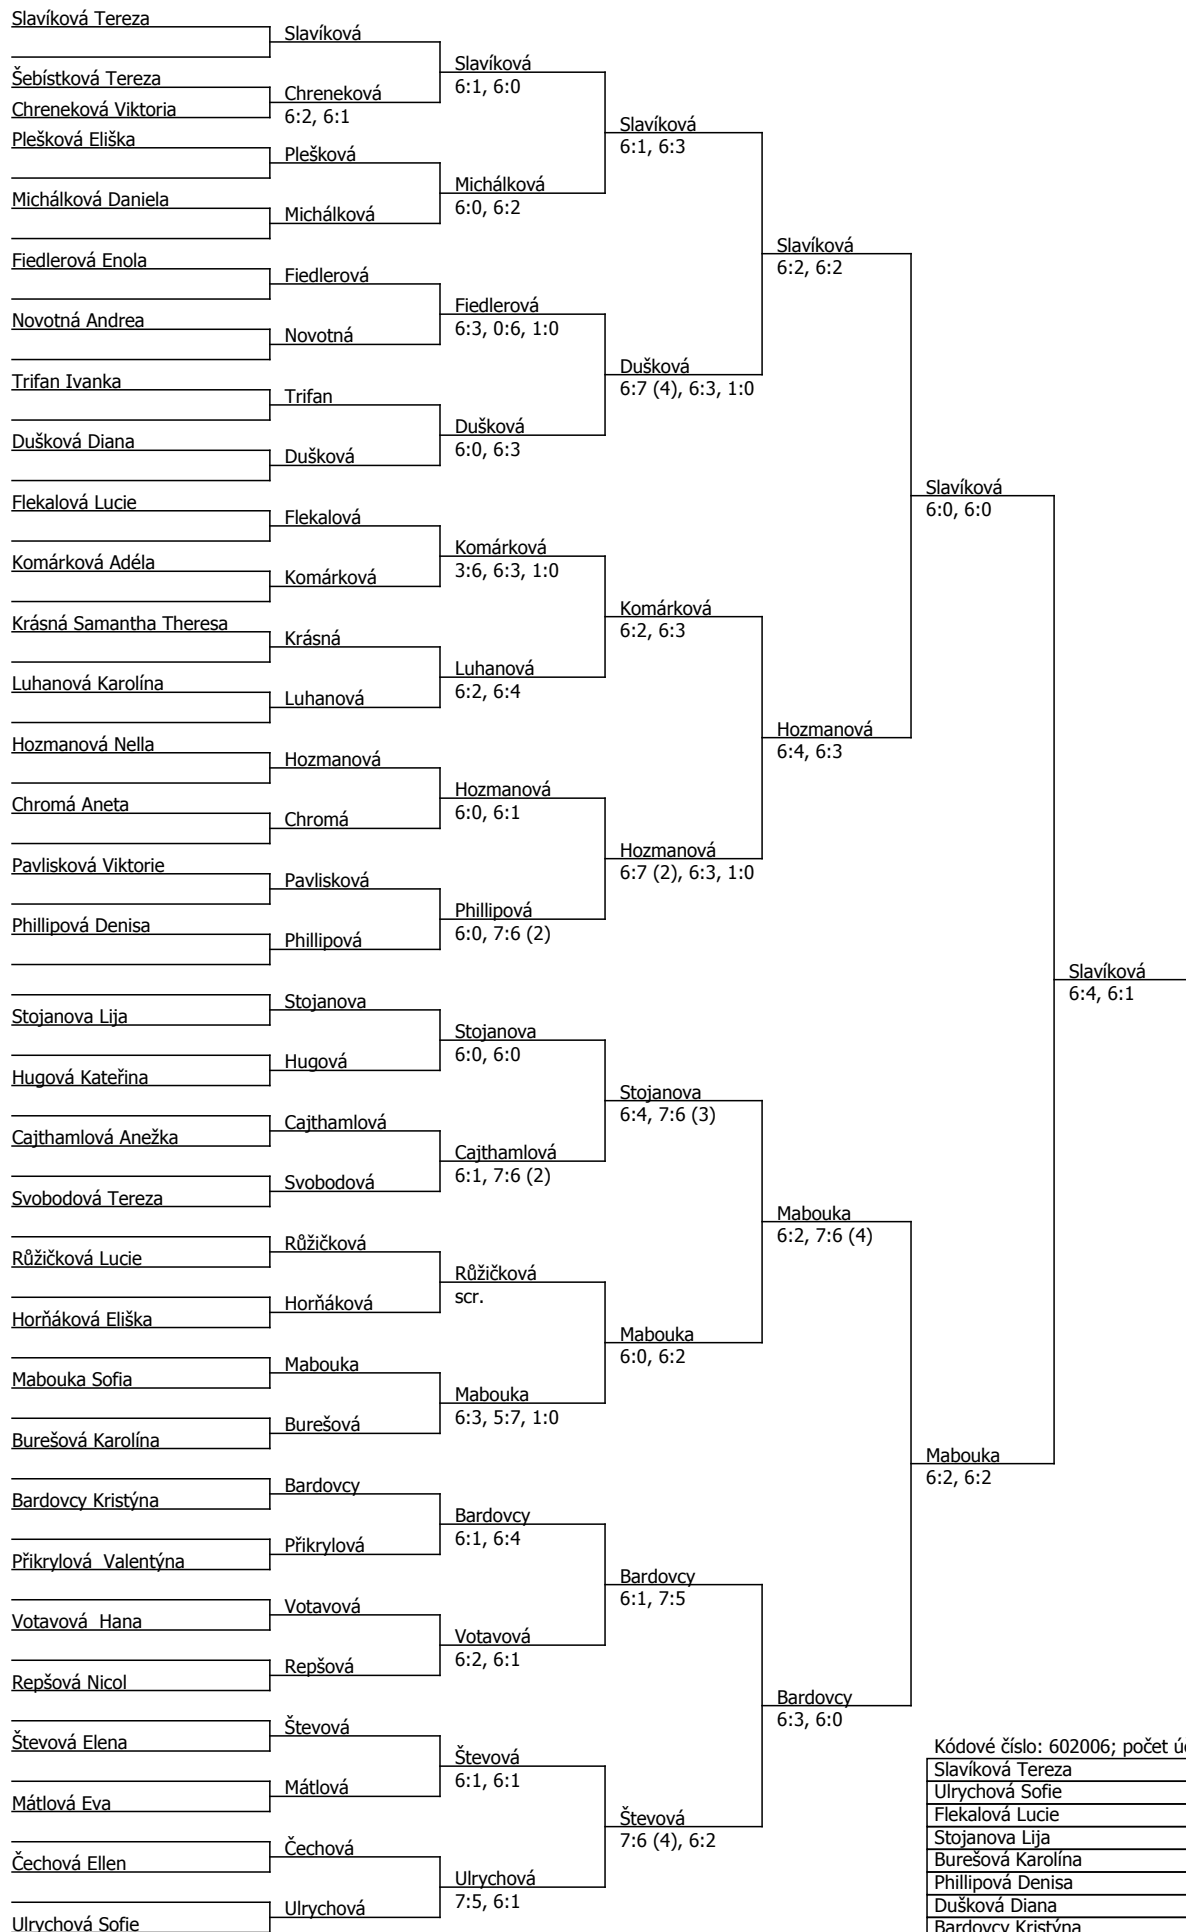 Slavíková Tereza
Šebístková Tereza
Chreneková Viktoria
Plešková Eliška
Michálková Daniela
Fiedlerová Enola
Novotná Andrea
Trifan Ivanka
Dušková Diana
Flekalová Lucie
Komárková Adéla
Krásná Samantha Theresa
Luhanová Karolína
Hozmanová Nella
Chromá Aneta
Pavlisková Viktorie
Phillipová Denisa
Stojanova Lija
Hugová Kateřina
Cajthamlová Anežka
Svobodová Tereza
Růžičková Lucie
Horňáková Eliška
Mabouka Sofia
Burešová Karolína
Bardovcy Kristýna
Přikrylová  Valentýna
Votavová  Hana
Repšová Nicol
Števová Elena
Mátlová Eva
Čechová Ellen
Ulrychová Sofie
Slavíková
Chreneková
6:2, 6:1
Plešková
Michálková
Fiedlerová
Novotná
Trifan
Dušková
Flekalová
Komárková
Krásná
Luhanová
Hozmanová
Chromá
Pavlisková
Phillipová
Stojanova
Hugová
Cajthamlová
Svobodová
Růžičková
Horňáková
Mabouka
Burešová
Bardovcy
Přikrylová
Votavová
Repšová
Števová
Mátlová
Čechová
Ulrychová
Slavíková
6:1, 6:0
Michálková
6:0, 6:2
Fiedlerová
6:3, 0:6, 1:0
Dušková
6:0, 6:3
Komárková
3:6, 6:3, 1:0
Luhanová
6:2, 6:4
Hozmanová
6:0, 6:1
Phillipová
6:0, 7:6 (2)
Stojanova
6:0, 6:0
Cajthamlová
6:1, 7:6 (2)
Růžičková
scr.
Mabouka
6:3, 5:7, 1:0
Bardovcy
6:1, 6:4
Votavová
6:2, 6:1
Števová
6:1, 6:1
Ulrychová
7:5, 6:1
Slavíková
6:1, 6:3
Dušková
6:7 (4), 6:3, 1:0
Komárková
6:2, 6:3
Hozmanová
6:7 (2), 6:3, 1:0
Stojanova
6:4, 7:6 (3)
Mabouka
6:0, 6:2
Bardovcy
6:1, 7:5
Števová
7:6 (4), 6:2
Slavíková
6:2, 6:2
Hozmanová
6:4, 6:3
Mabouka
6:2, 7:6 (4)
Bardovcy
6:3, 6:0
Slavíková
6:0, 6:0
Mabouka
6:2, 6:2
Slavíková
6:4, 6:1
Kódové číslo: 602006; počet
Slavíková Tereza
Ulrychová Sofie
Flekalová Lucie
Stojanova Lija
Burešová Karolína
Phillipová Denisa
Dušková Diana
Bardovcy Kristýna